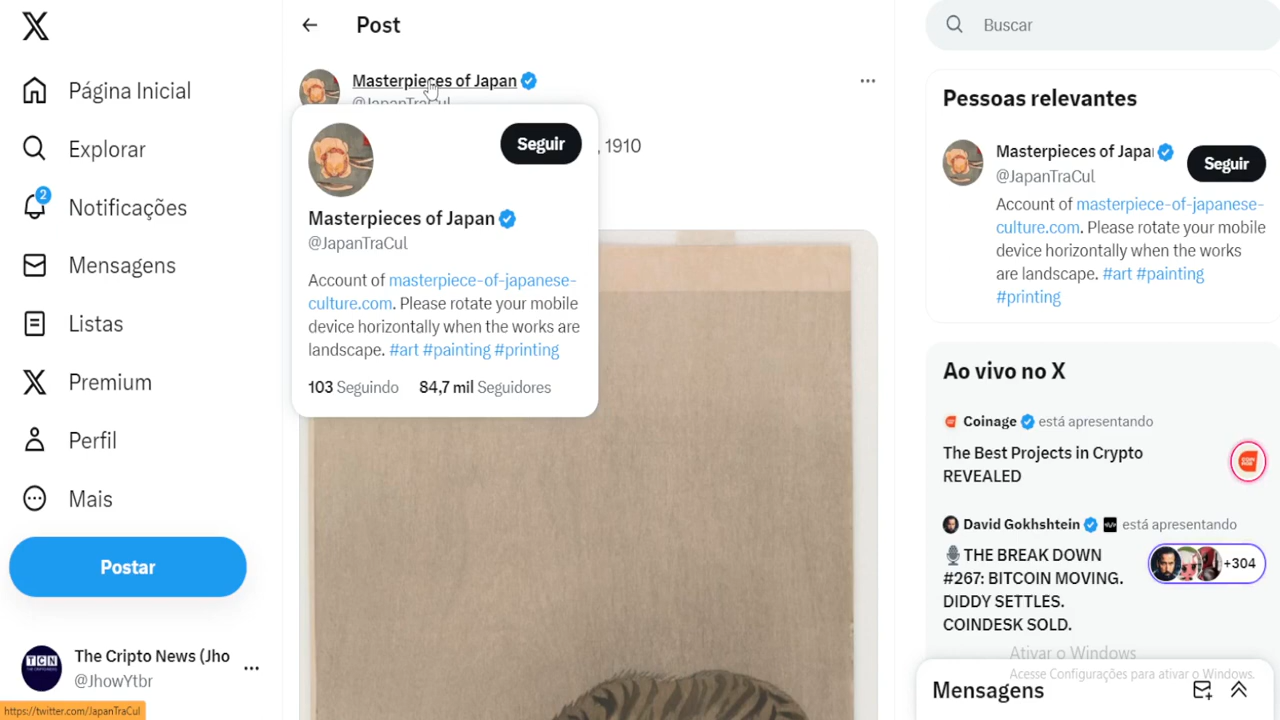 Página Inicial
Explorar
2
Notificações
Mensagens
Listas
Premium
Perfil
Mais
Postar
The Cripto News (Jho
@JhowYtbr
https://twitter.com/JapanTraCul
Post
Masterpieces of Japan
@JapanTraCul
, 1910
Seguir
Masterpieces of Japan
@JapanTraCul
Account of masterpiece-of-japanese-
culture.com. Please rotate your mobile
device horizontally when the works are
landscape. #art #painting #printing
103 Seguindo 84,7 mil Seguidores
Buscar
Pessoas relevantes
Masterpieces of Japa
@JapanTraCul
Seguir
Account of masterpiece-of-japanese-
culture.com. Please rotate your mobile
device horizontally when the works
are landscape. #art #painting
#printing
Ao vivo no X
Coinage está apresentando
The Best Projects in Crypto
REVEALED
David Gokhshtein está apresentando
THE BREAK DOWN
#267: BITCOIN MOVING.
DIDDY SETTLES.
COINDESK SOLD.
+304
Ativar o Windows
Acesse Configurações para ativar o Windows.
Mensagens
TCN